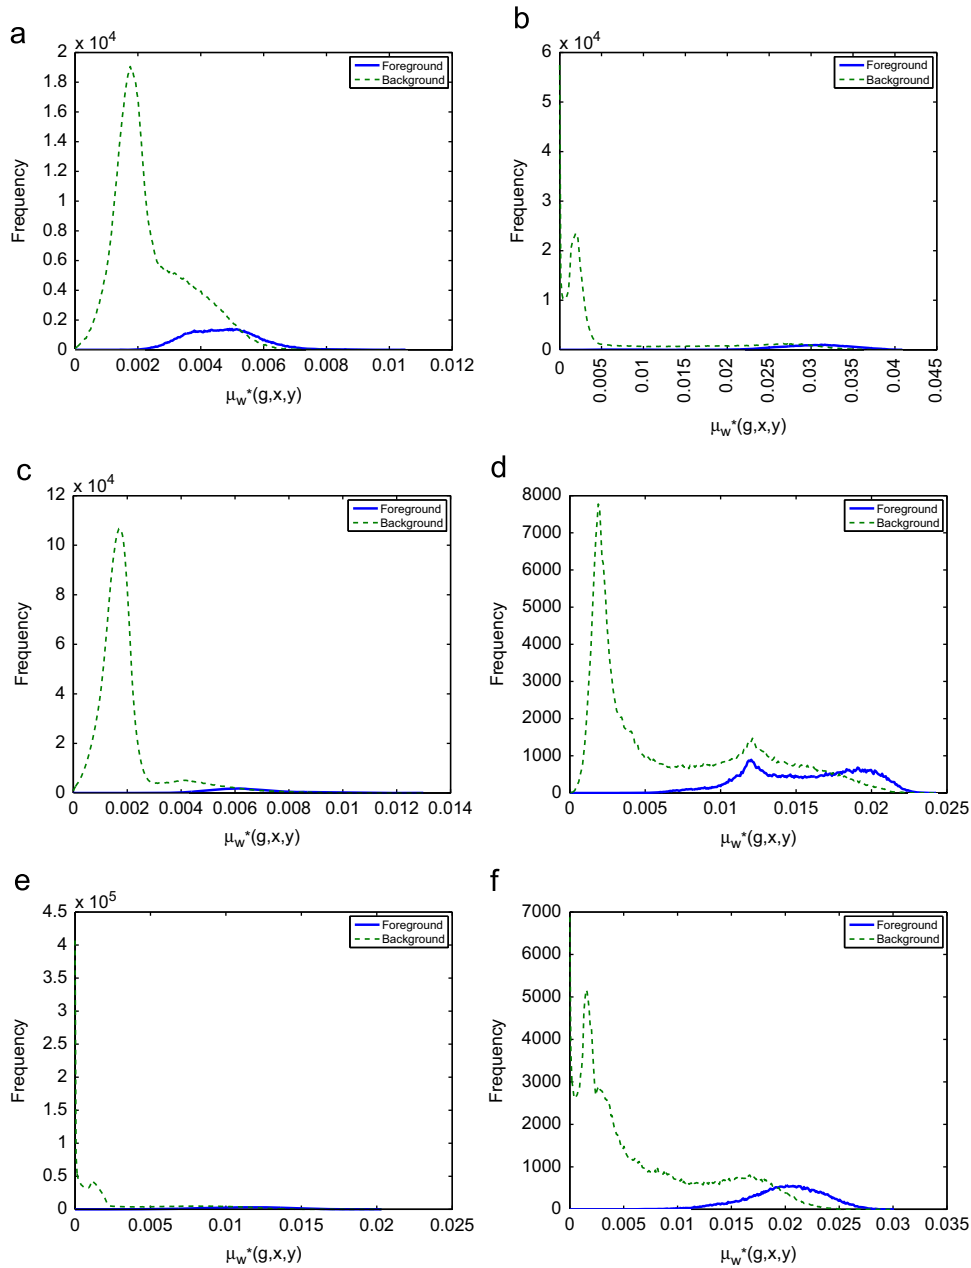 a
x 10⁴
2
1.8
1.6
1.4
1.2
1
0.8
0.6
0.4
0.2
0
Frequency
Foreground
Background
0 0.002 0.004 0.006 0.008 0.01 0.012
μw*(g,x,y)
b
x 10⁴
6
5
4
3
2
1
0
Frequency
Foreground
Background
0 0.005 0.01 0.015 0.02 0.025 0.03 0.035 0.04 0.045
μw*(g,x,y)
c
x 10⁴
12
10
8
6
4
2
0
Frequency
Foreground
Background
0 0.002 0.004 0.006 0.008 0.01 0.012 0.014
μw*(g,x,y)
d
8000
7000
6000
5000
4000
3000
2000
1000
0
Frequency
Foreground
Background
0 0.005 0.01 0.015 0.02 0.025
μw*(g,x,y)
e
x 10⁵
4.5
4
3.5
3
2.5
2
1.5
1
0.5
0
Frequency
Foreground
Background
0 0.005 0.01 0.015 0.02 0.025
μw*(g,x,y)
f
7000
6000
5000
4000
3000
2000
1000
0
Frequency
Foreground
Background
0 0.005 0.01 0.015 0.02 0.025 0.03 0.035
μw*(g,x,y)